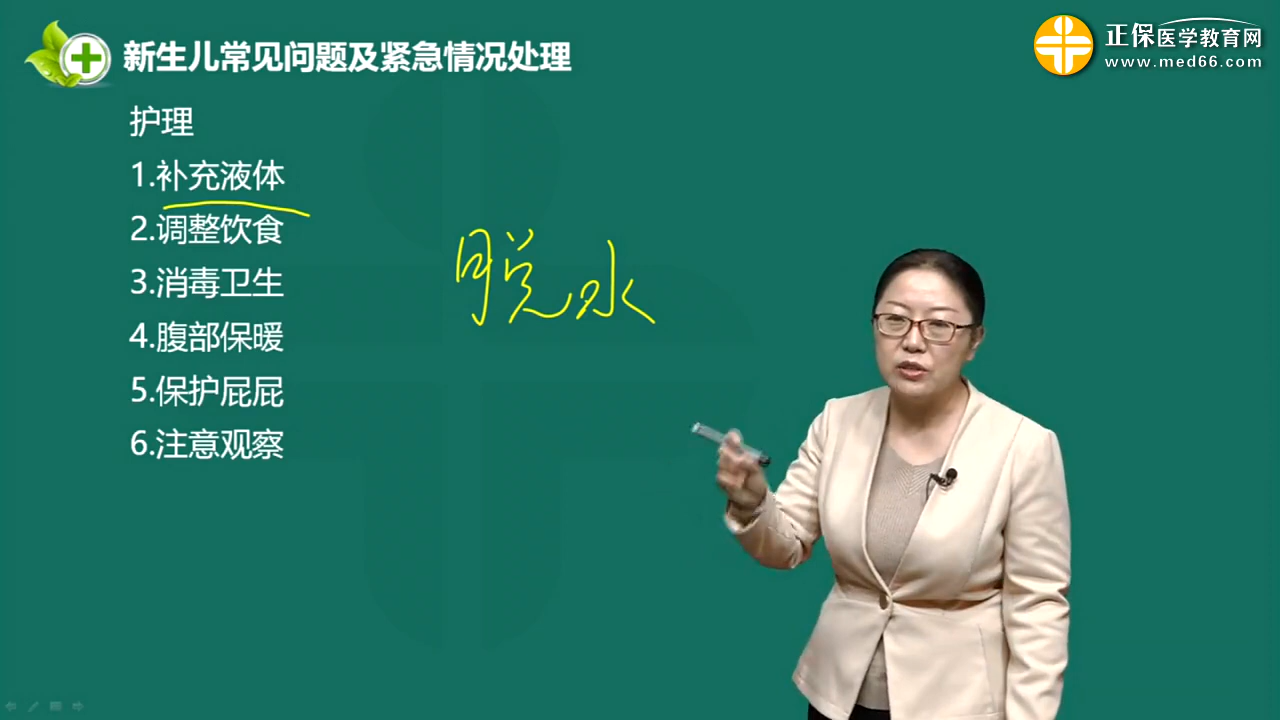 新生儿常见问题及紧急情况处理
正保医学教育网
www.med66.com
护理
1.补充液体
2.调整饮食
3.消毒卫生
4.腹部保暖
5.保护屁屁
6.注意观察
脱水